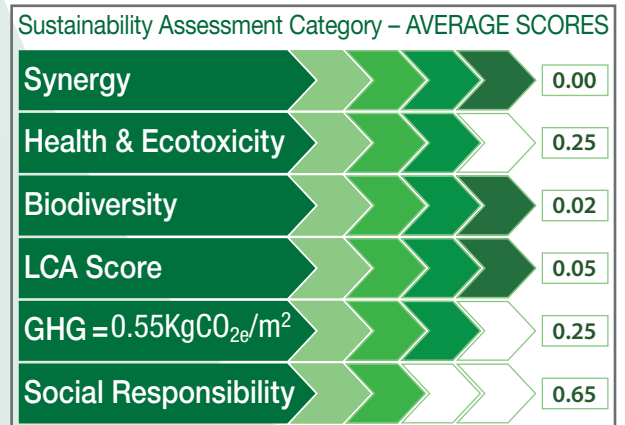 Sustainability Assessment Category – AVERAGE SCORES
Synergy 0.00
Health & Ecotoxicity 0.25
Biodiversity 0.02
LCA Score 0.05
GHG = 0.55KgCO₂e/m² 0.25
Social Responsibility 0.65